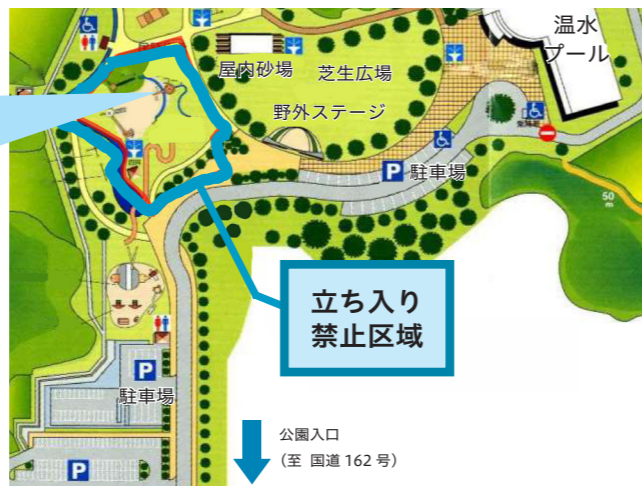 温水
プール
屋内砂場
芝生広場
野外ステージ
P 駐車場
50
m
立ち入り
禁止区域
P
駐車場
公園入口
(至 国道 162 号)
P